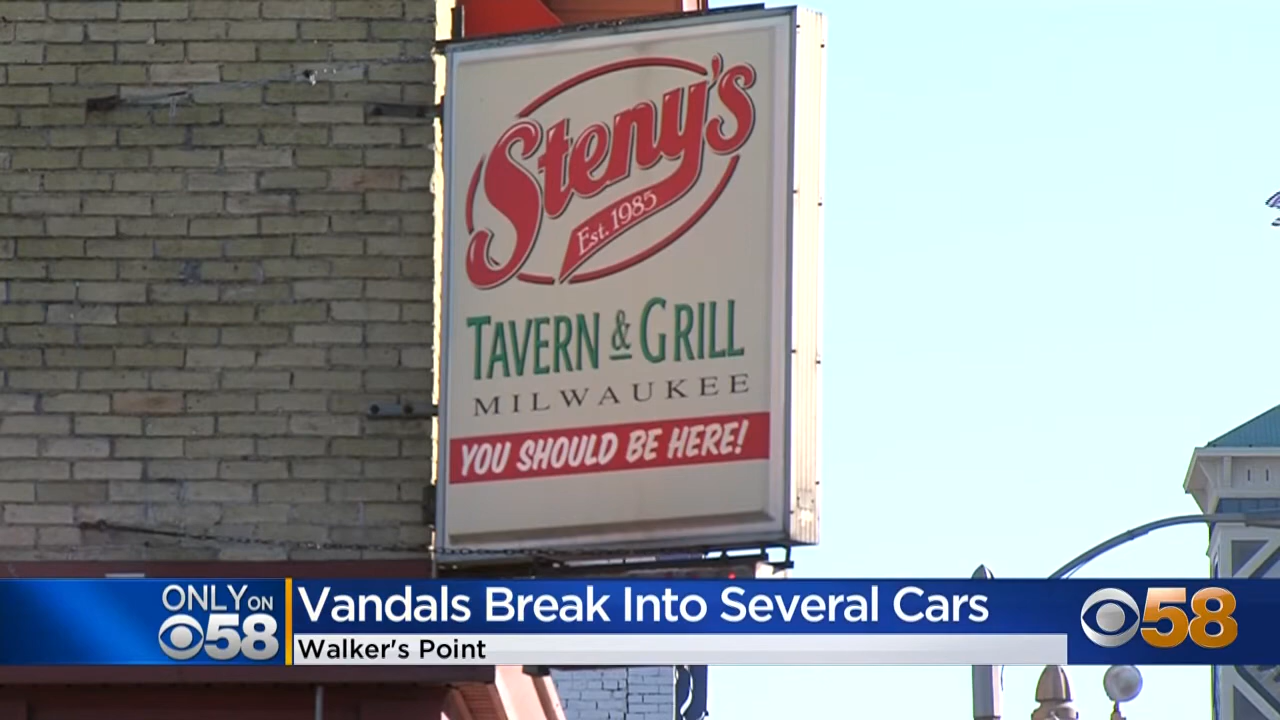 Steny's
Est. 1985
TAVERN & GRILL
MILWAUKEE
YOU SHOULD BE HERE!
ONLY ON
58
Vandals Break Into Several Cars
Walker's Point
58